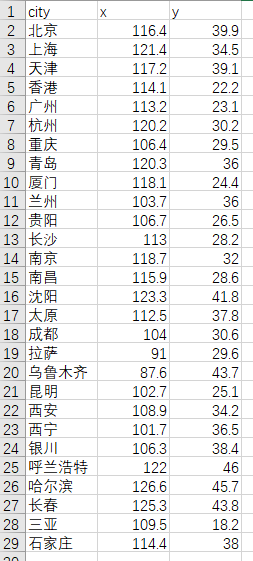 1 city x y
2 北京 116.4 39.9
3 上海 121.4 34.5
4 天津 117.2 39.1
5 香港 114.1 22.2
6 广州 113.2 23.1
7 杭州 120.2 30.2
8 重庆 106.4 29.5
9 青岛 120.3 36
10 厦门 118.1 24.4
11 兰州 103.7 36
12 贵阳 106.7 26.5
13 长沙 113 28.2
14 南京 118.7 32
15 南昌 115.9 28.6
16 沈阳 123.3 41.8
17 太原 112.5 37.8
18 成都 104 30.6
19 拉萨 91 29.6
20 乌鲁木齐 87.6 43.7
21 昆明 102.7 25.1
22 西安 108.9 34.2
23 西宁 101.7 36.5
24 银川 106.3 38.4
25 呼兰浩特 122 46
26 哈尔滨 126.6 45.7
27 长春 125.3 43.8
28 三亚 109.5 18.2
29 石家庄 114.4 38